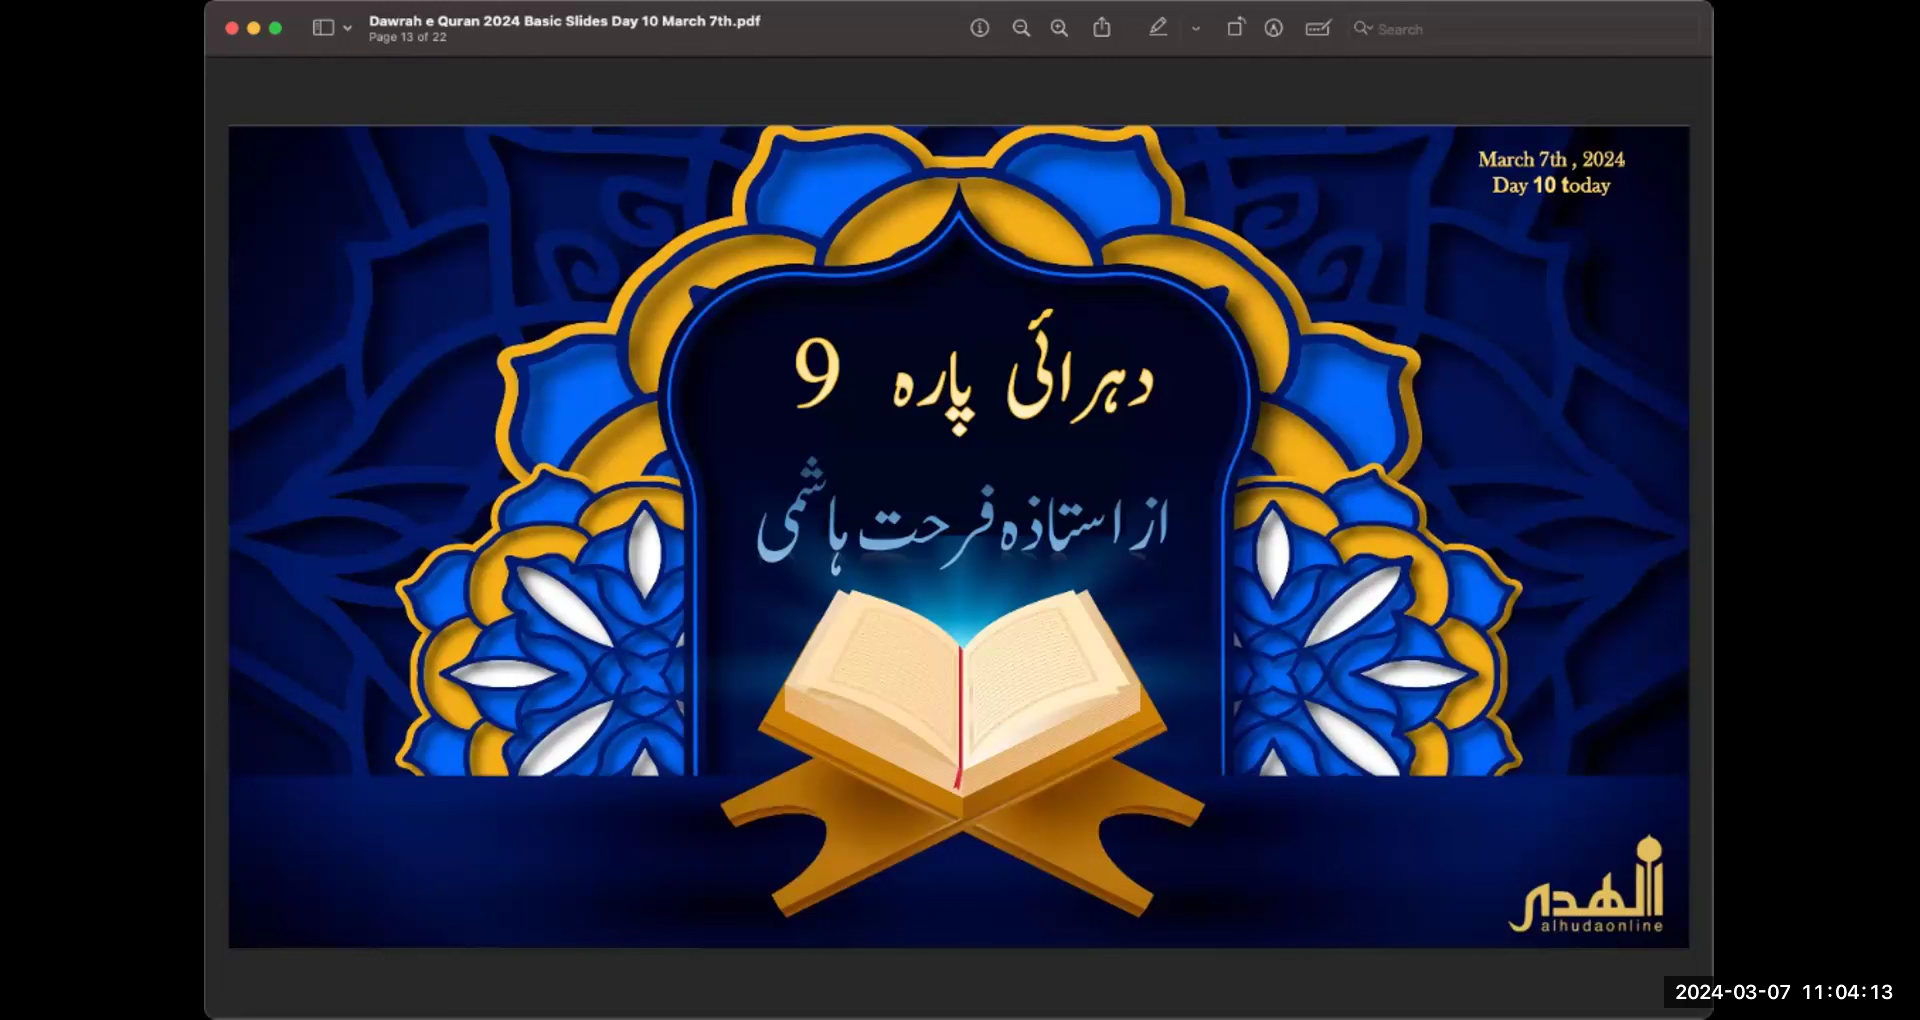 Dawrah e Quran 2024 Basic Slides Day 10 March 7th.pdf
Page 13 of 22
Search
March 7th , 2024
Day 10 today
دہرائی پارہ 9
از استاذہ فرحت ہاشمی
الهدى
alhudaonline
2024-03-07 11:04:13